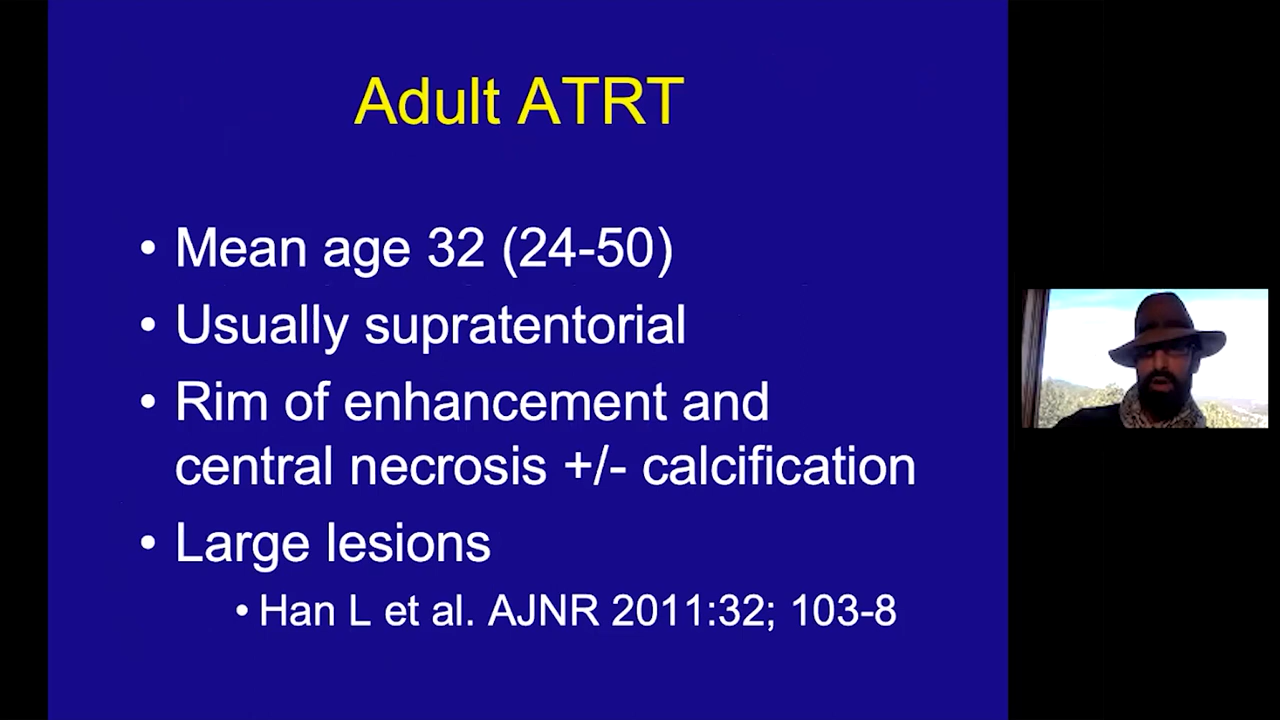 Adult ATRT
• Mean age 32 (24-50)
• Usually supratentorial
• Rim of enhancement and
central necrosis +/- calcification
• Large lesions
• Han L et al. AJNR 2011:32; 103-8